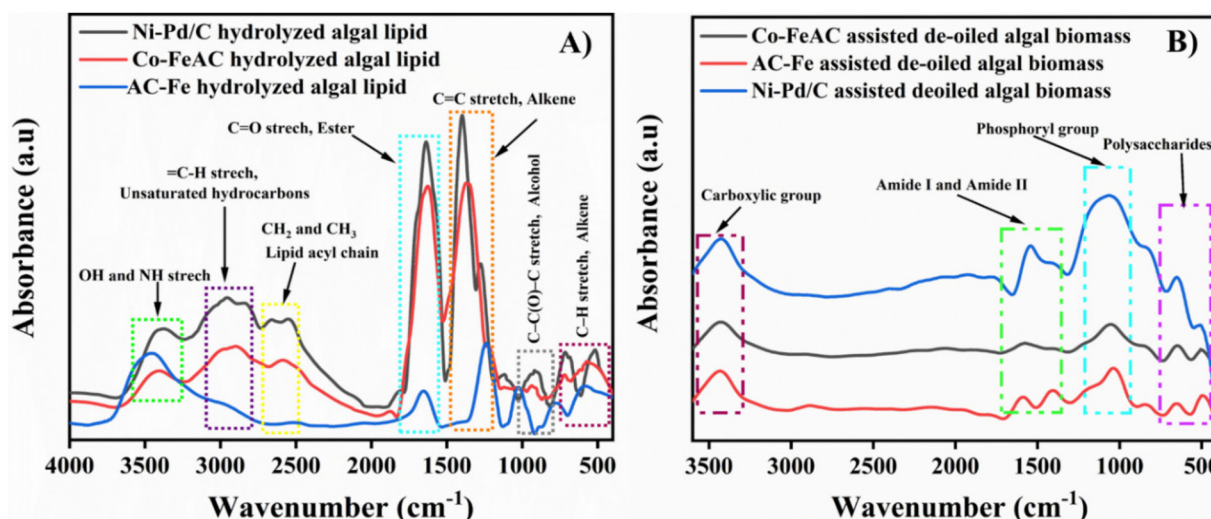 Ni-Pd/C hydrolyzed algal lipid
Co-FeAC hydrolyzed algal lipid
AC-Fe hydrolyzed algal lipid
A)
C=O strech, Ester
C=C stretch, Alkene
=C-H strech,
Unsaturated hydrocarbons
CH₂ and CH₃
Lipid acyl chain
OH and NH strech
C–C(O)–C stretch, Alcohol
C–H stretch, Alkene
Absorbance (a.u)
4000 3500 3000 2500 2000 1500 1000 500
Wavenumber (cm⁻¹)
Co-FeAC assisted de-oiled algal biomass
AC-Fe assisted de-oiled algal biomass
Ni-Pd/C assisted deoiled algal biomass
B)
Phosphoryl group
Polysaccharides
Amide I and Amide II
Carboxylic group
Absorbance (a.u)
3500 3000 2500 2000 1500 1000 500
Wavenumber (cm⁻¹)